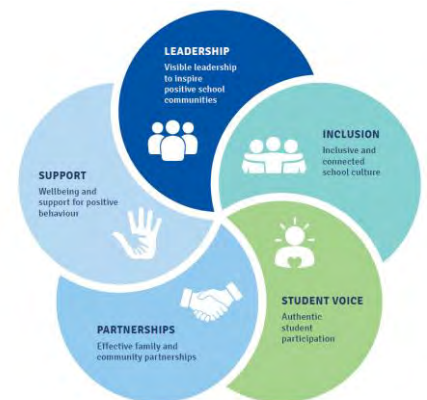 LEADERSHIP
Visible leadership
to inspire
positive school
communities
INCLUSION
Inclusive and
connected
school culture
STUDENT VOICE
Authentic
student
participation
PARTNERSHIPS
Effective family and
community partnerships
SUPPORT
Wellbeing and
support for positive
behaviour